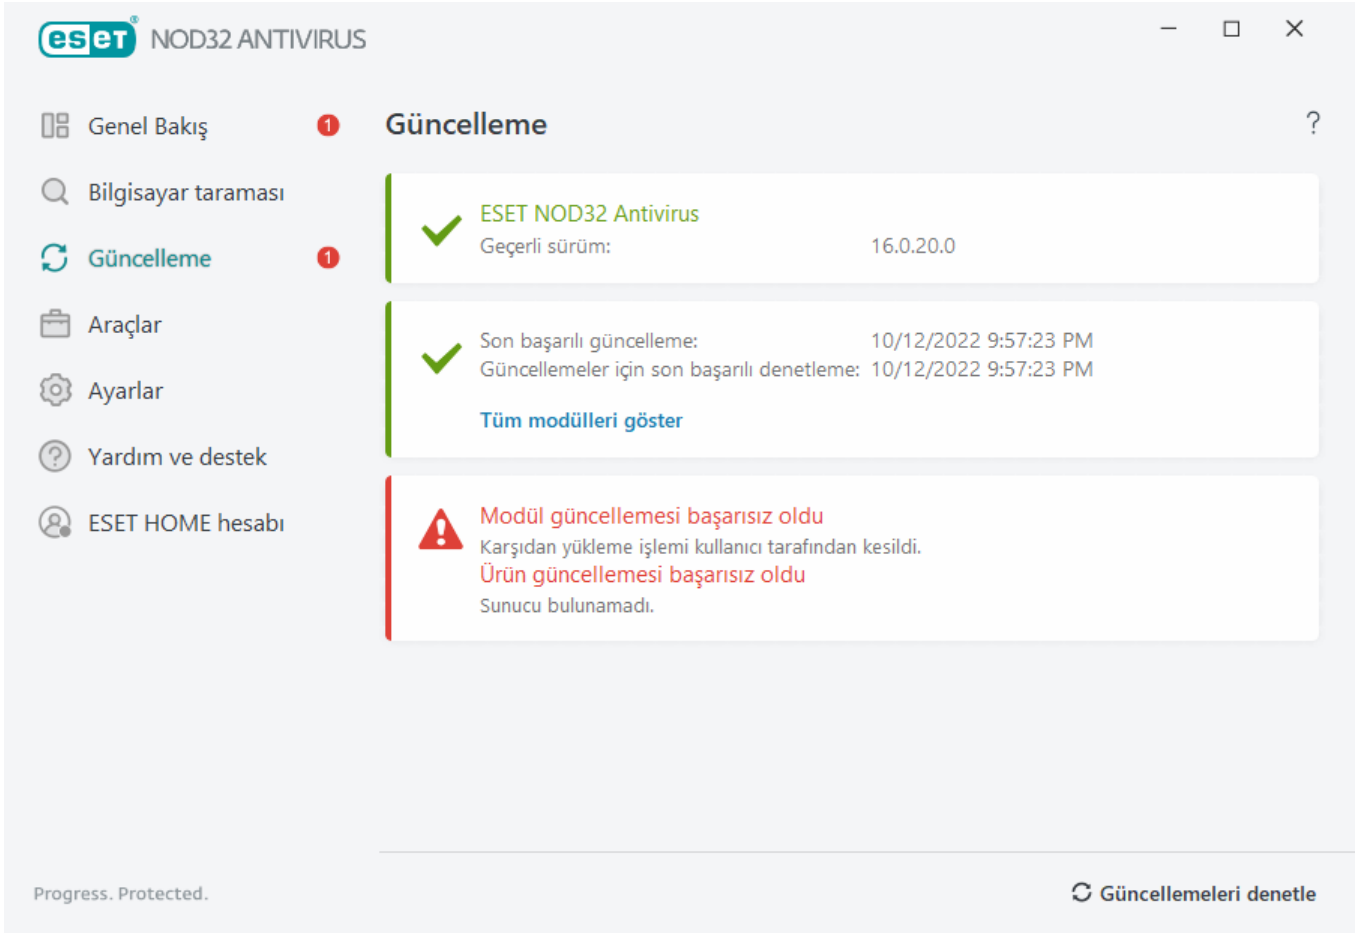 eset® NOD32 ANTIVIRUS
Genel Bakış 1
Bilgisayar taraması
Güncelleme 1
Araçlar
Ayarlar
Yardım ve destek
ESET HOME hesabı
Progress. Protected.
Güncelleme ?
ESET NOD32 Antivirus
Geçerli sürüm: 16.0.20.0
Son başarılı güncelleme: 10/12/2022 9:57:23 PM
Güncellemeler için son başarılı denetleme: 10/12/2022 9:57:23 PM
Tüm modülleri göster
Modül güncellemesi başarısız oldu
Karşıdan yükleme işlemi kullanıcı tarafından kesildi.
Ürün güncellemesi başarısız oldu
Sunucu bulunamadı.
Güncellemeleri denetle